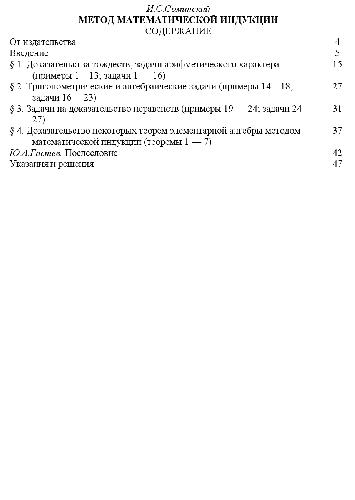 И.С.Соминский
МЕТОД МАТЕМАТИЧЕСКОЙ ИНДУКЦИИ
СОДЕРЖАНИЕ
От издательства 4
Введение 5
§ 1. Доказательства тождеств; задачи арифметического характера 15
(примеры 1—13; задачи 1 — 16)
§ 2. Тригонометрические и алгебраические задачи (примеры 14—18; 27
задачи 16 — 23)
§ 3. Задачи на доказательство неравенств (примеры 19 — 24; задачи 24 31
27)
§ 4. Доказательство некоторых теорем элементарной алгебры методом 37
математической индукции (теоремы 1 — 7)
Ю.А.Гастев. Послесловие 42
Указания и решения 47